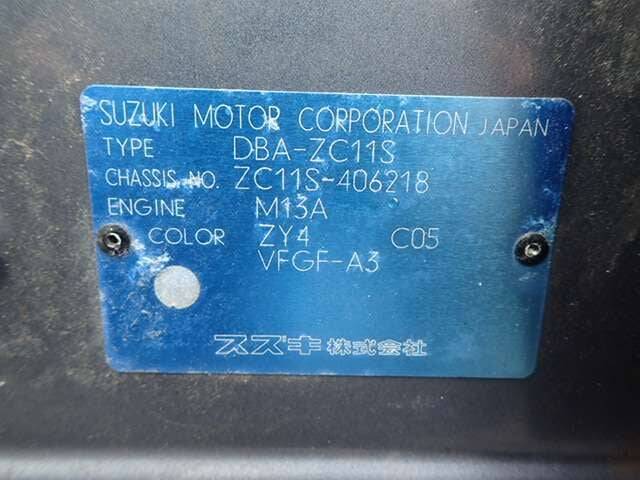 SUZUKI MOTOR CORPORATION JAPAN
TYPE DBA-ZC11S
CHASSIS NO. ZC11S-406218
ENGINE M13A
COLOR ZY4 C05
VFGF-A3
スズキ株式会社